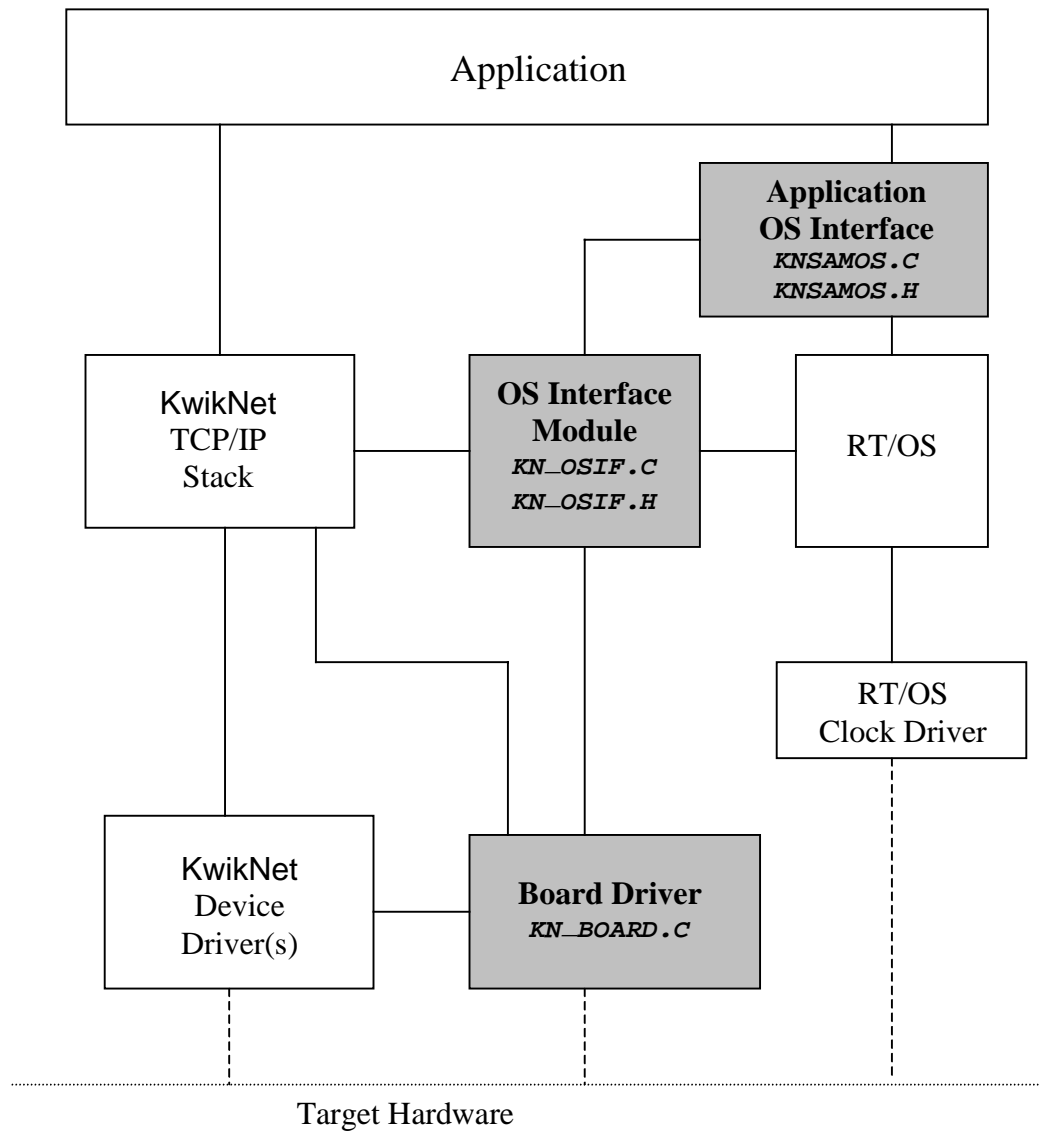 Application
Application
OS Interface
KNSAMOS.C
KNSAMOS.H
KwikNet
TCP/IP
Stack
OS Interface
Module
KN_OSIF.C
KN_OSIF.H
RT/OS
RT/OS
Clock Driver
KwikNet
Device
Driver(s)
Board Driver
KN_BOARD.C
Target Hardware